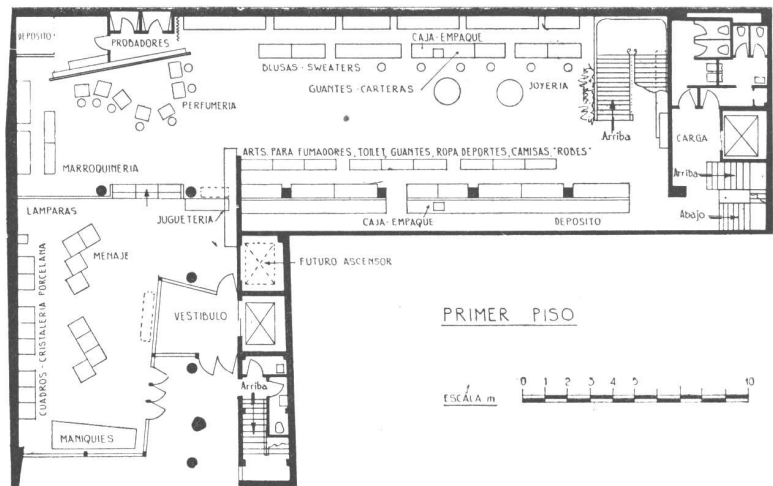 DEPOSITO
PROBADORES
CAJA-EMPAQUE
BLUSAS-SWEATERS
GUANTES-CARTERAS
JOYERIA
PERFUMERIA
Arriba
CARGA
ARTS. PARA FUMADORES, TOILET, GUANTES, ROPA DEPORTES, CAMISAS, "ROBES"
MARROQUINERIA
Arriba
LAMPARAS
JUGUETERIA
CAJA-EMPAQUE
DEPOSITO
Abajo
MENAJE
FUTURO ASCENSOR
CUADROS-CRISTALERIA PORCELANA
VESTIBULO
PRIMER PISO
Arriba
ESCALA m
0 1 2 3 4 5 10
MANIQUIES